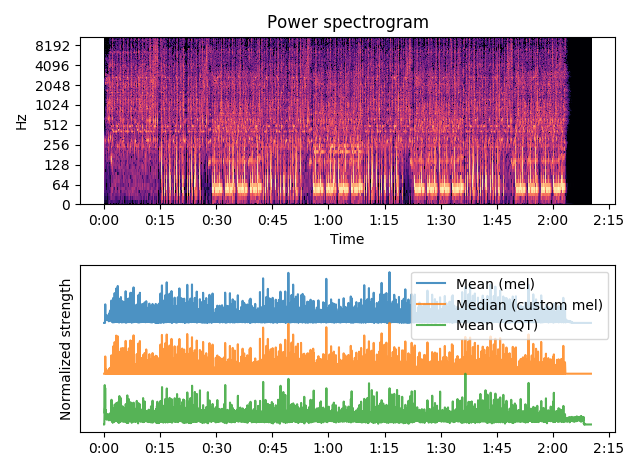 Power spectrogram
8192
4096
2048
1024
512
256
128
64
0
Hz
0:00 0:15 0:30 0:45 1:00 1:15 1:30 1:45 2:00 2:15
Time
Normalized strength
Mean (mel)
Median (custom mel)
Mean (CQT)
0:00 0:15 0:30 0:45 1:00 1:15 1:30 1:45 2:00 2:15